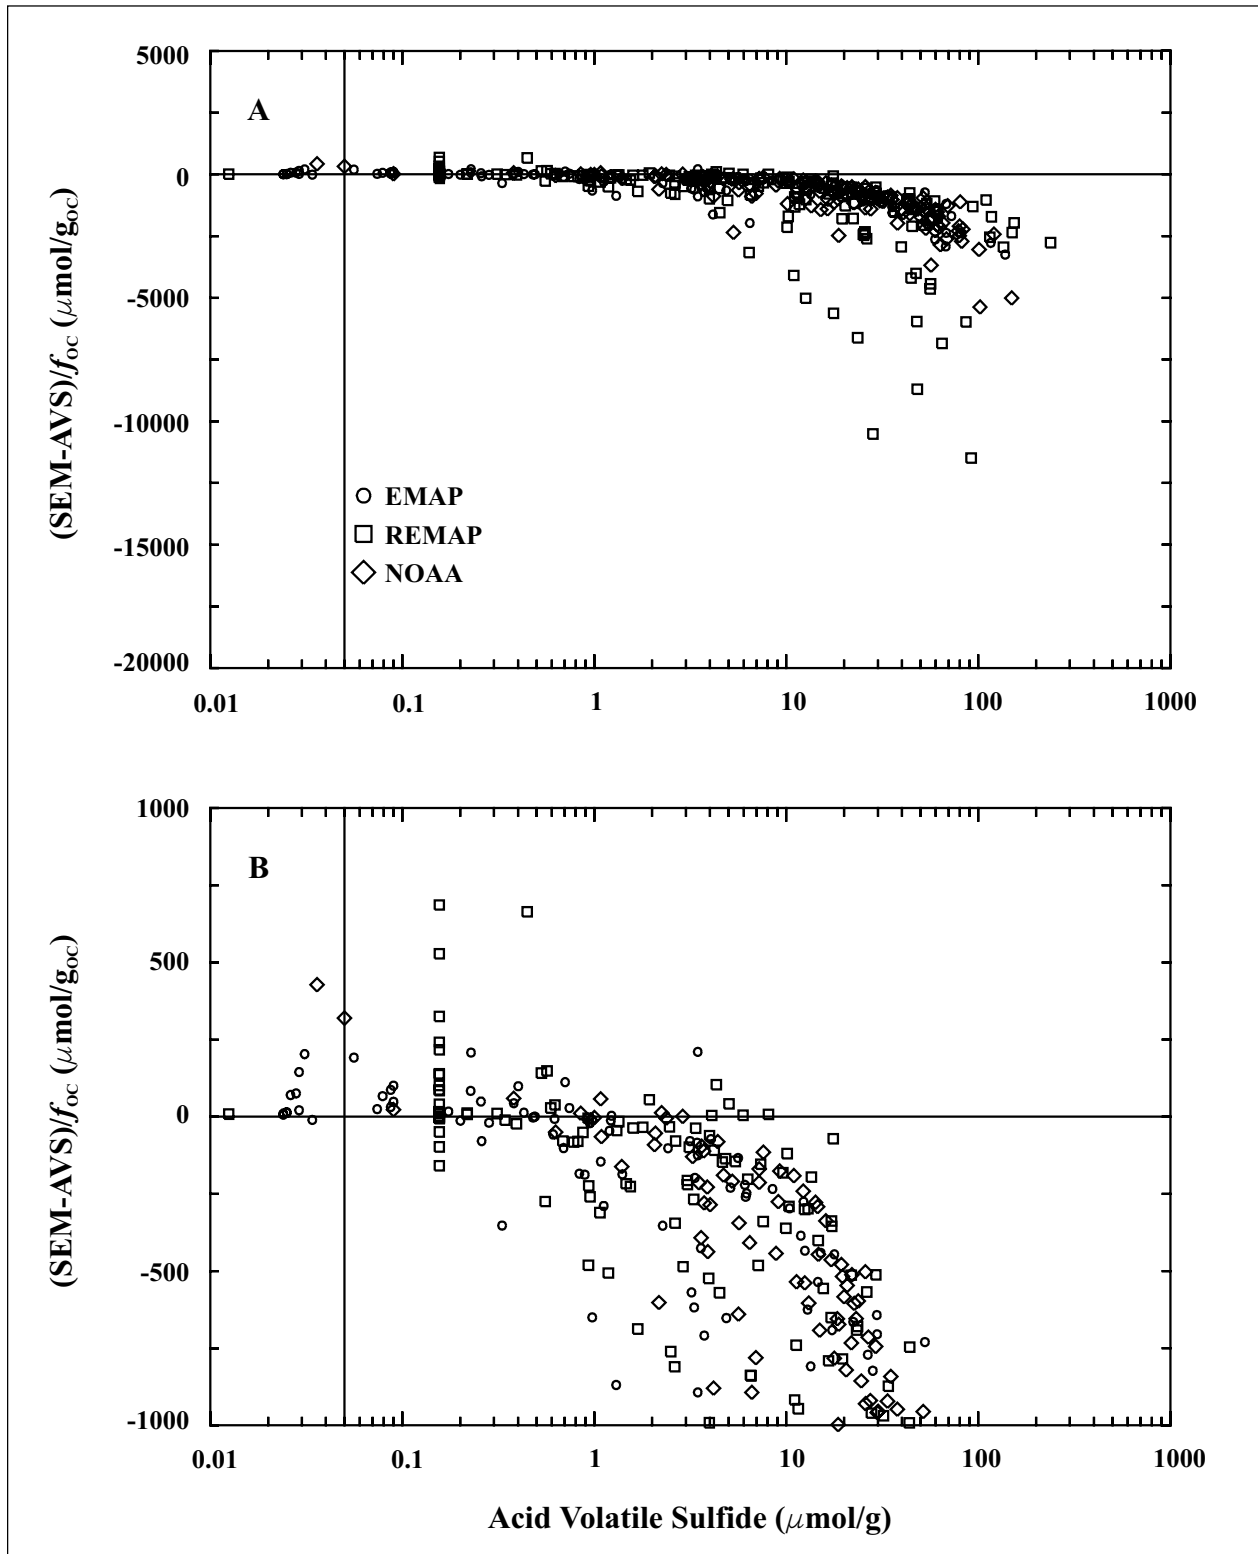 5000
0
-5000
-10000
-15000
-20000
A
(SEM-AVS)/fOC (μmol/gOC)
EMAP
REMAP
NOAA
0.01 0.1 1 10 100 1000
1000
500
0
-500
-1000
B
(SEM-AVS)/fOC (μmol/gOC)
0.01 0.1 1 10 100 1000
Acid Volatile Sulfide (μmol/g)